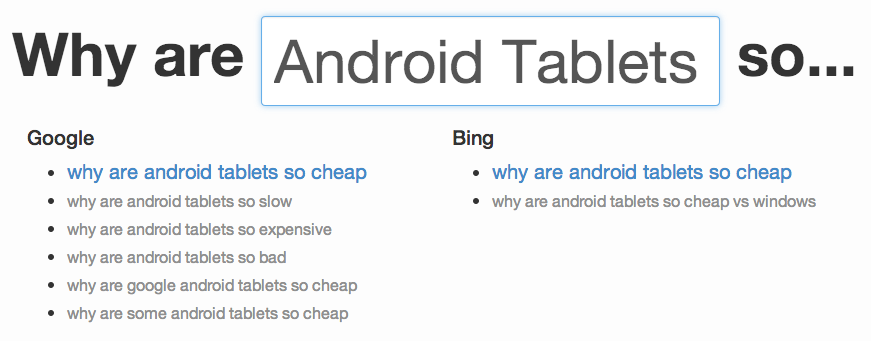 Why are Android Tablets so...
Google
why are android tablets so cheap
why are android tablets so slow
why are android tablets so expensive
why are android tablets so bad
why are google android tablets so cheap
why are some android tablets so cheap
Bing
why are android tablets so cheap
why are android tablets so cheap vs windows